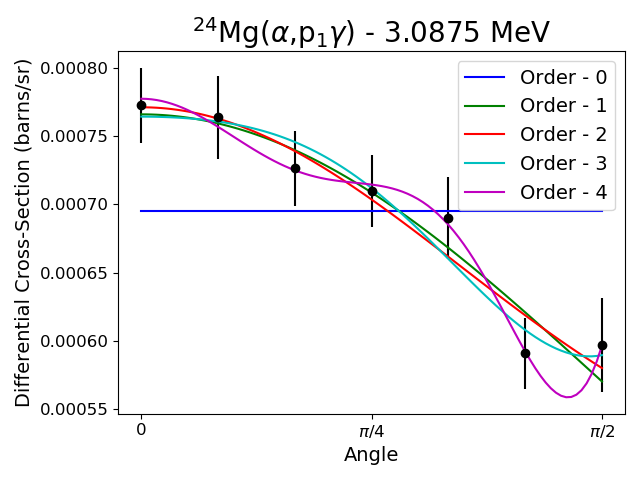 ²⁴Mg(α,p₁γ) - 3.0875 MeV
Differential Cross-Section (barns/sr)
0.00080
0.00075
0.00070
0.00065
0.00060
0.00055
Order - 0
Order - 1
Order - 2
Order - 3
Order - 4
0
π/4
π/2
Angle